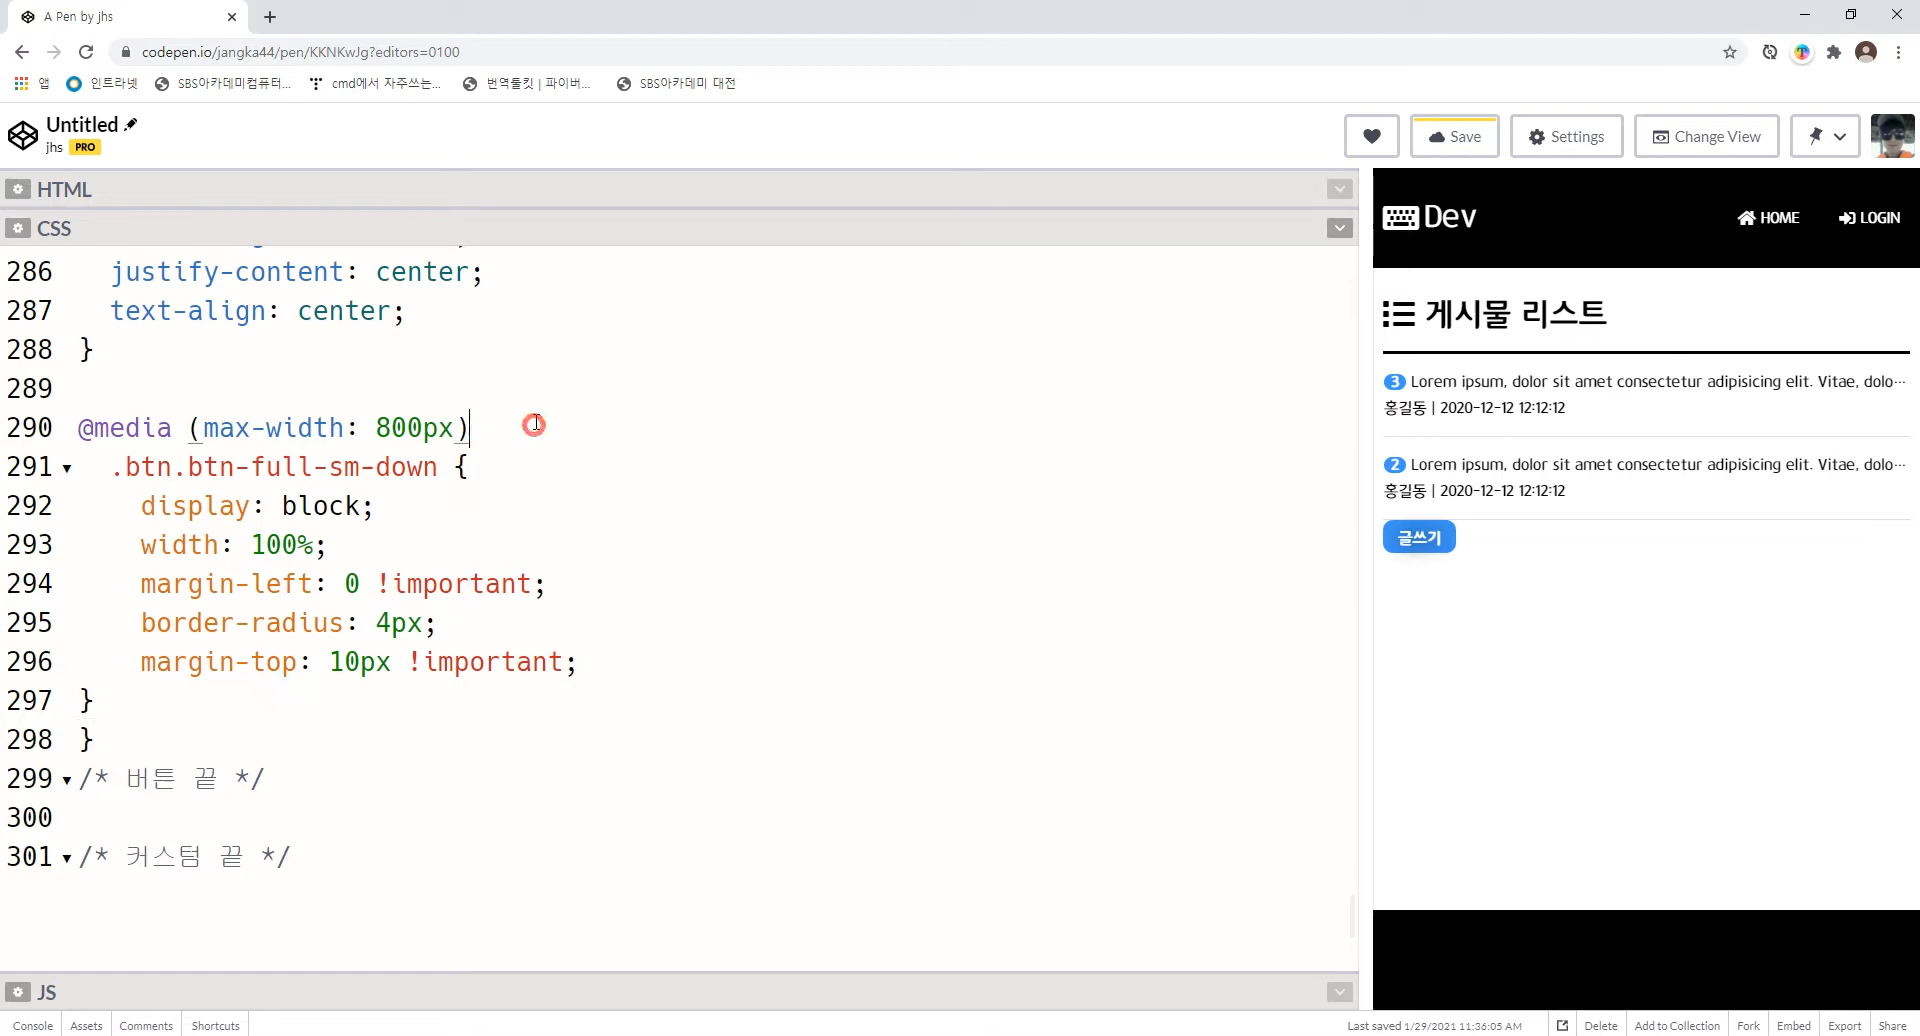 A Pen by jhs
codepen.io/jangka44/pen/KKNKwJg?editors=0100
앱 인트라넷 SBS아카데미컴퓨터... cmd에서 자주쓰는... 번역툴킷 | 파이버... SBS아카데미 대전
Untitled
jhs PRO
Save Settings Change View
HTML
CSS
286 justify-content: center;
287 text-align: center;
288 }
289
290 @media (max-width: 800px)
291 .btn.btn-full-sm-down {
292 display: block;
293 width: 100%;
294 margin-left: 0 !important;
295 border-radius: 4px;
296 margin-top: 10px !important;
297 }
298 }
299 /* 버튼 끝 */
300
301 /* 커스텀 끝 */
JS
Dev HOME LOGIN
게시물 리스트
3 Lorem ipsum, dolor sit amet consectetur adipisicing elit. Vitae, dolo...
홍길동 | 2020-12-12 12:12:12
2 Lorem ipsum, dolor sit amet consectetur adipisicing elit. Vitae, dolo...
홍길동 | 2020-12-12 12:12:12
글쓰기
Console Assets Comments Shortcuts Last saved 1/29/2021 11:36:05 AM Delete Add to Collection Fork Embed Export Share